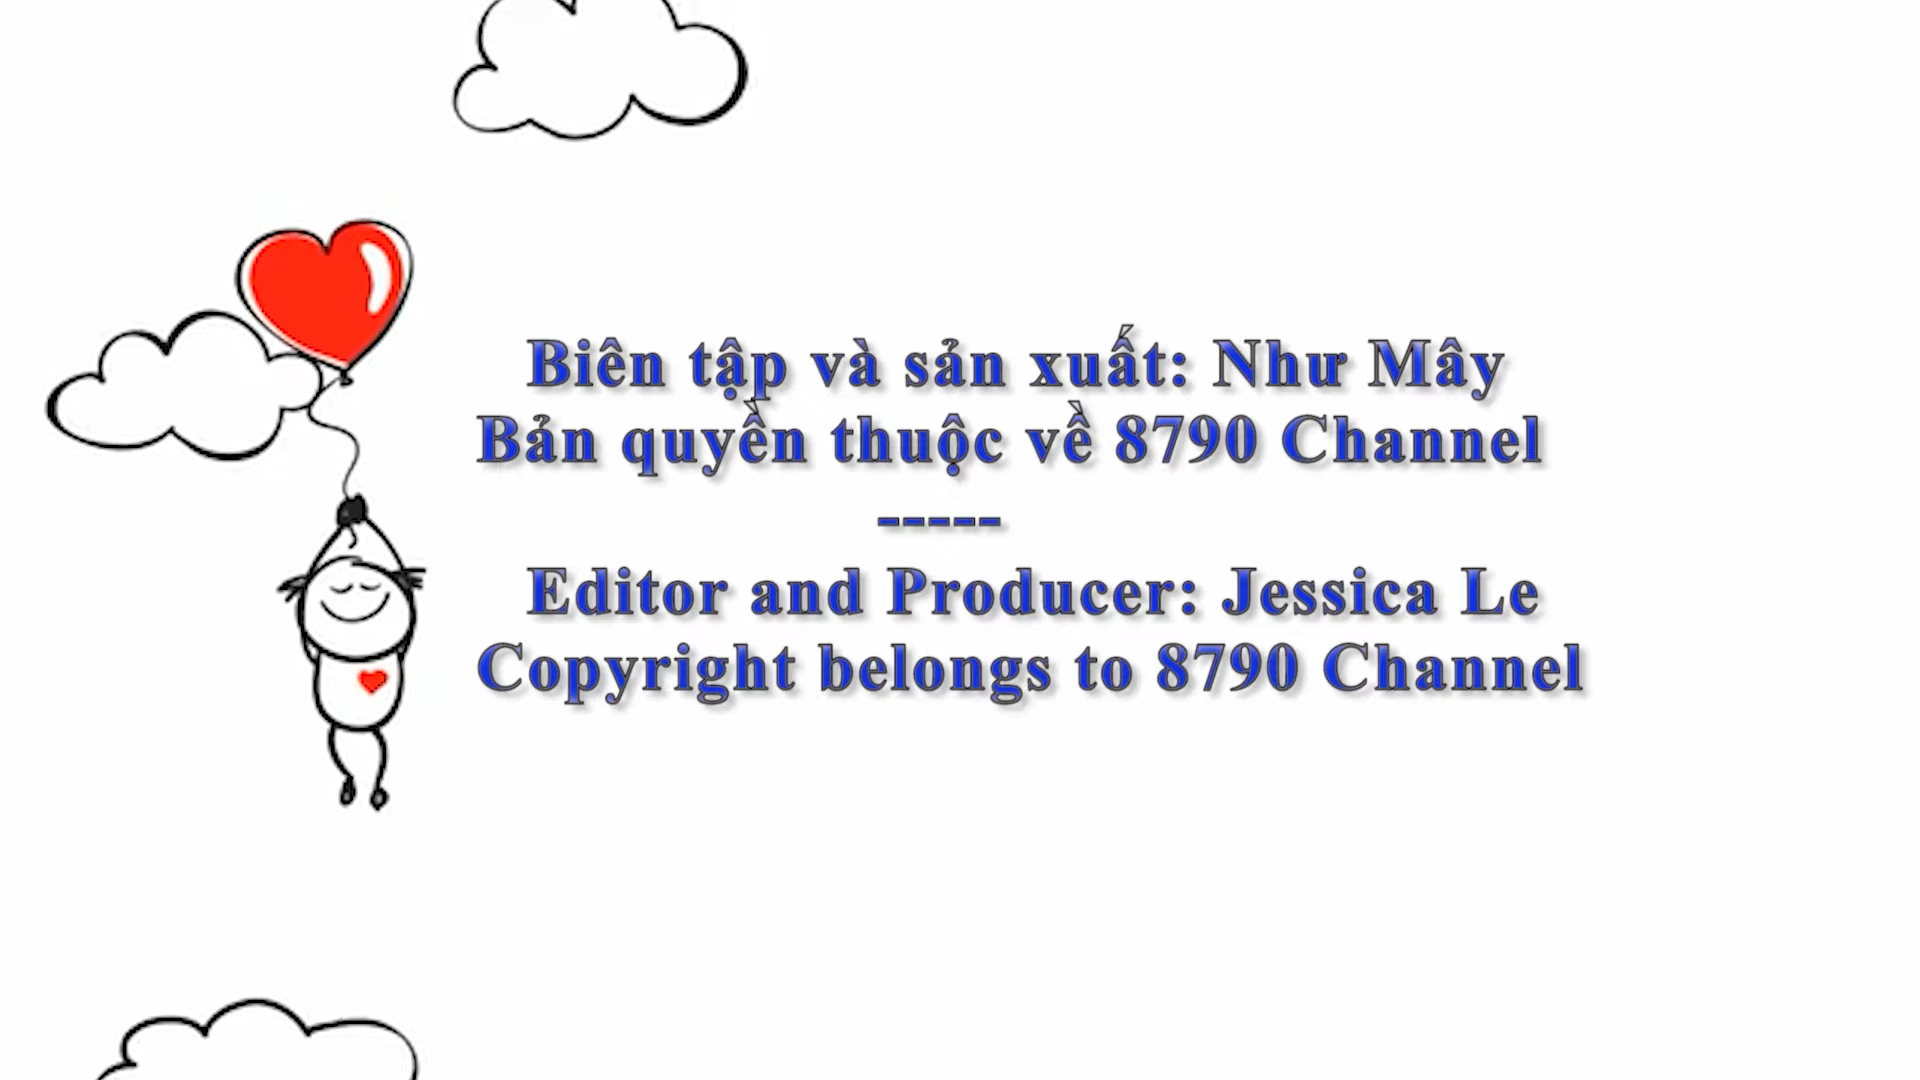 Biên tập và sản xuất: Như Mây
Bản quyền thuộc về 8790 Channel
-----
Editor and Producer: Jessica Le
Copyright belongs to 8790 Channel